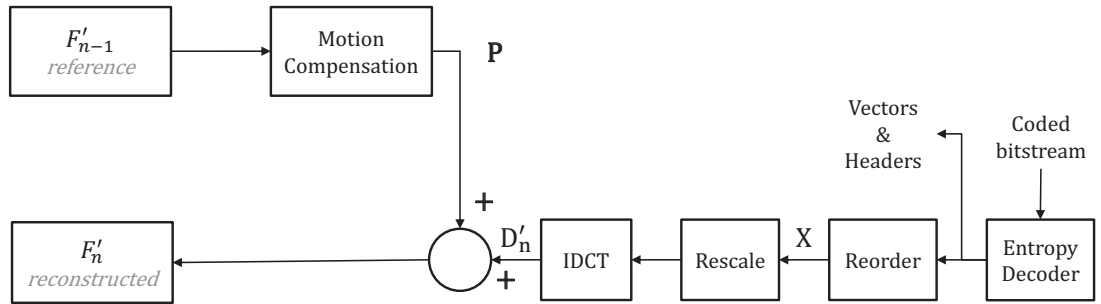 F′ₙ₋₁
reference
Motion
Compensation
P
Vectors
&
Headers
Coded
bitstream
+
F′ₙ
reconstructed
D′ₙ
+
IDCT
Rescale
X
Reorder
Entropy
Decoder